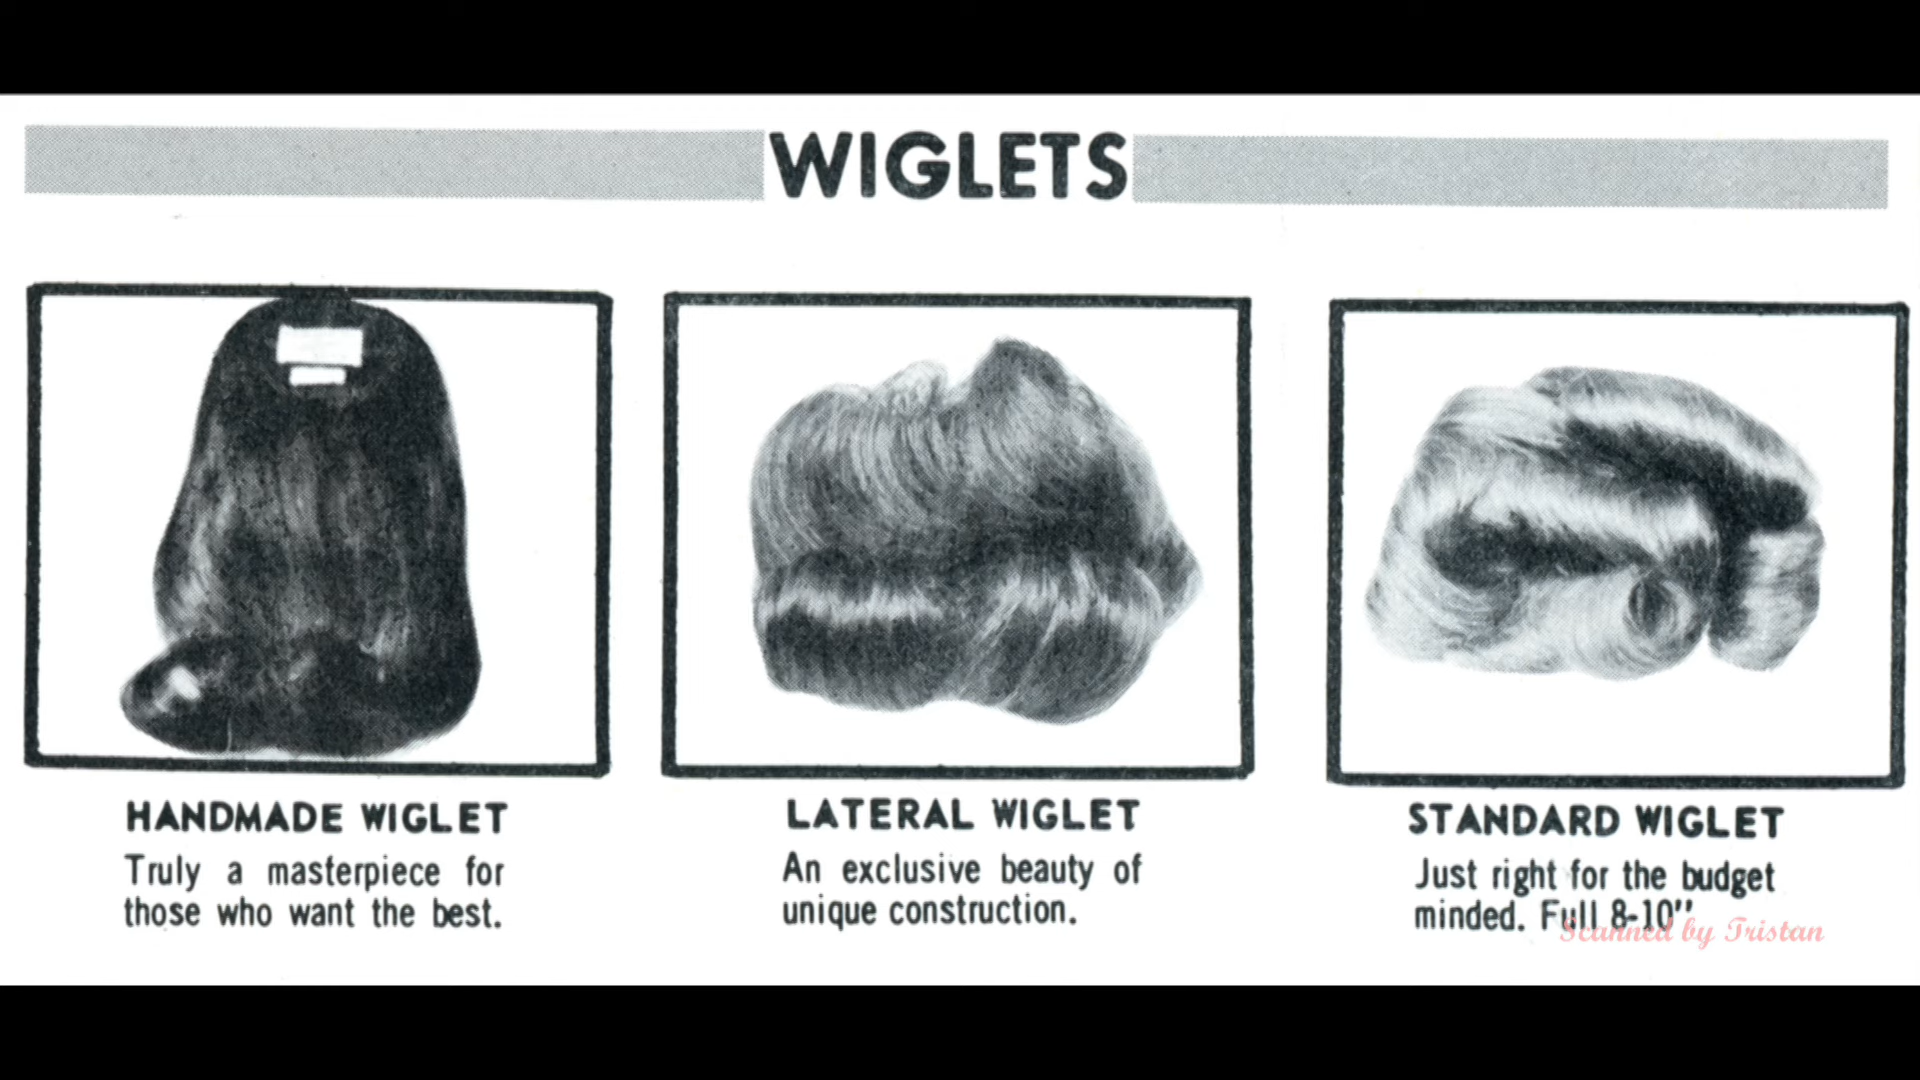 WIGLETS
HANDMADE WIGLET
Truly a masterpiece for
those who want the best.
LATERAL WIGLET
An exclusive beauty of
unique construction.
STANDARD WIGLET
Just right for the budget
minded. Full 8-10"
Scanned by Tristan